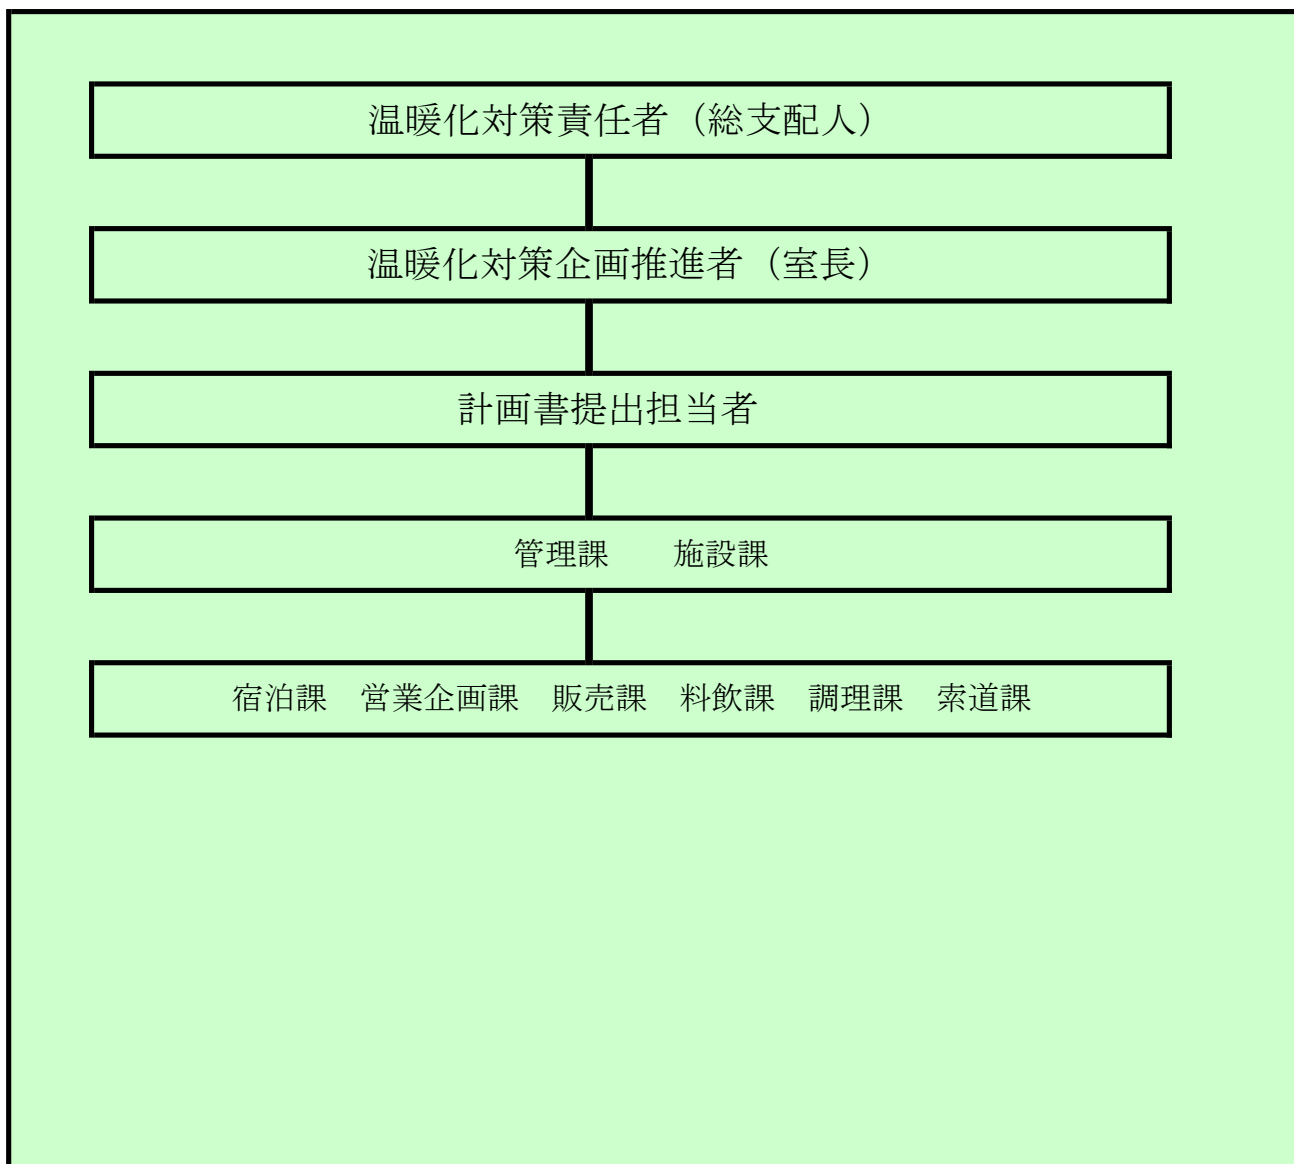 温暖化対策責任者（総支配人）
温暖化対策企画推進者（室長）
計画書提出担当者
管理課　　施設課
宿泊課　営業企画課　販売課　料飲課　調理課　索道課